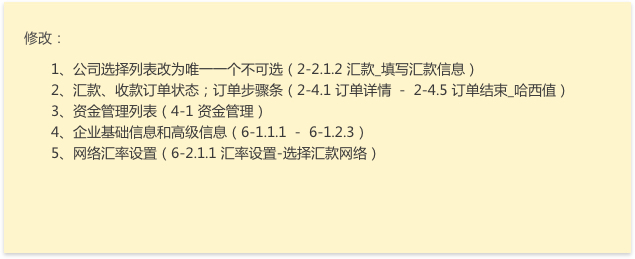 修改：
1、公司选择列表改为唯一一个不可选（2-2.1.2 汇款_填写汇款信息）
2、汇款、收款订单状态；订单步骤条（2-4.1 订单详情 － 2-4.5 订单结束_哈西值）
3、资金管理列表（4-1 资金管理）
4、企业基础信息和高级信息（6-1.1.1 － 6-1.2.3）
5、网络汇率设置（6-2.1.1 汇率设置-选择汇款网络）